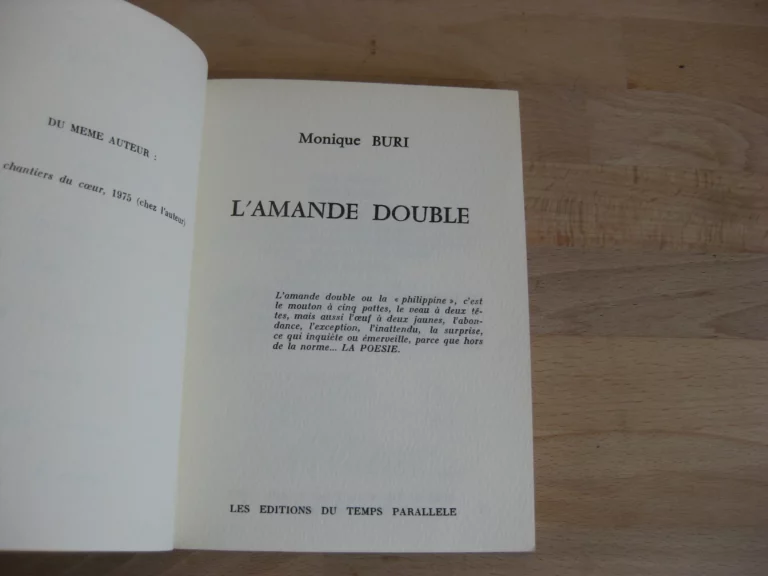 DU MEME AUTEUR :
chantiers du cœur, 1975 (chez l'auteur)
Monique BURI
L'AMANDE DOUBLE
L'amande double ou la « philippine », c'est
le mouton à cinq pattes, le veau à deux tê-
tes, mais aussi l'œuf à deux jaunes, l'abon-
dance, l'exception, l'inattendu, la surprise,
ce qui inquiète ou émerveille, parce que hors
de la norme... LA POESIE.
LES EDITIONS DU TEMPS PARALLELE